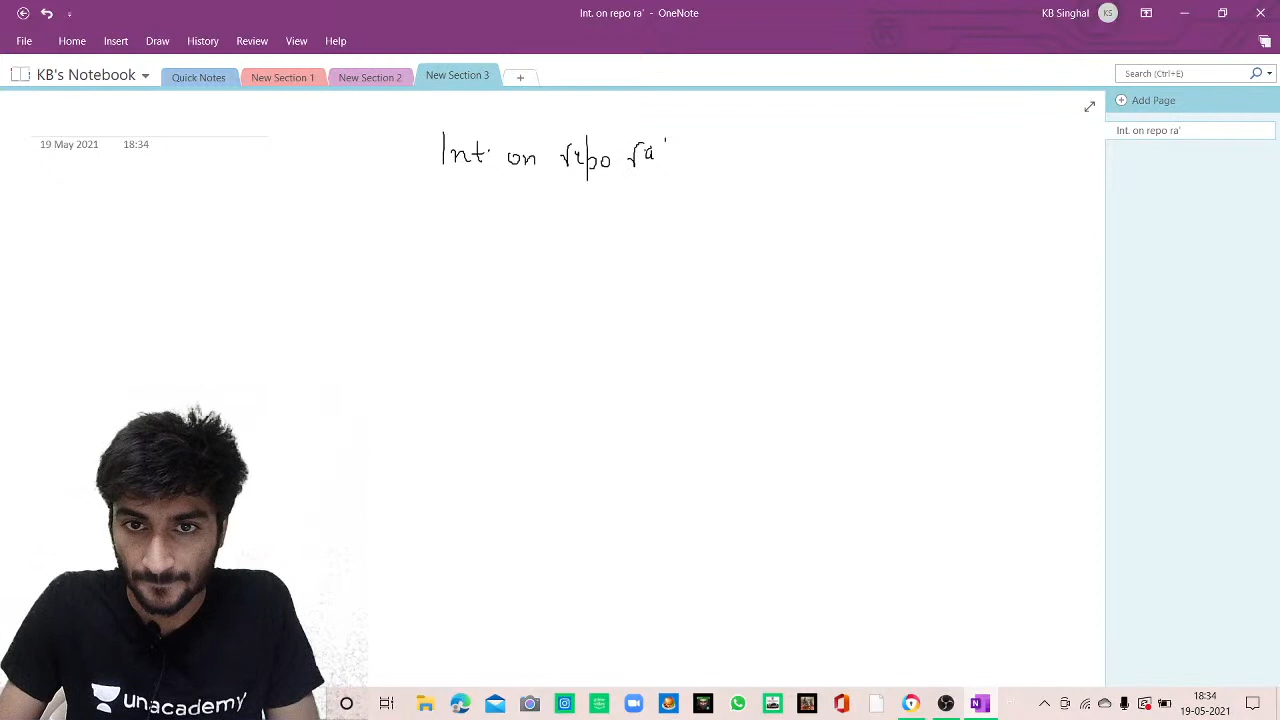 Int. on repo ra' - OneNote
KB Singhal KS
File Home Insert Draw History Review View Help
KB's Notebook Quick Notes New Section 1 New Section 2 New Section 3 +
Search (Ctrl+E)
Add Page
Int. on repo ra'
19 May 2021 18:34
Int. on repo ra'
unacademy
18:34
19-05-2021